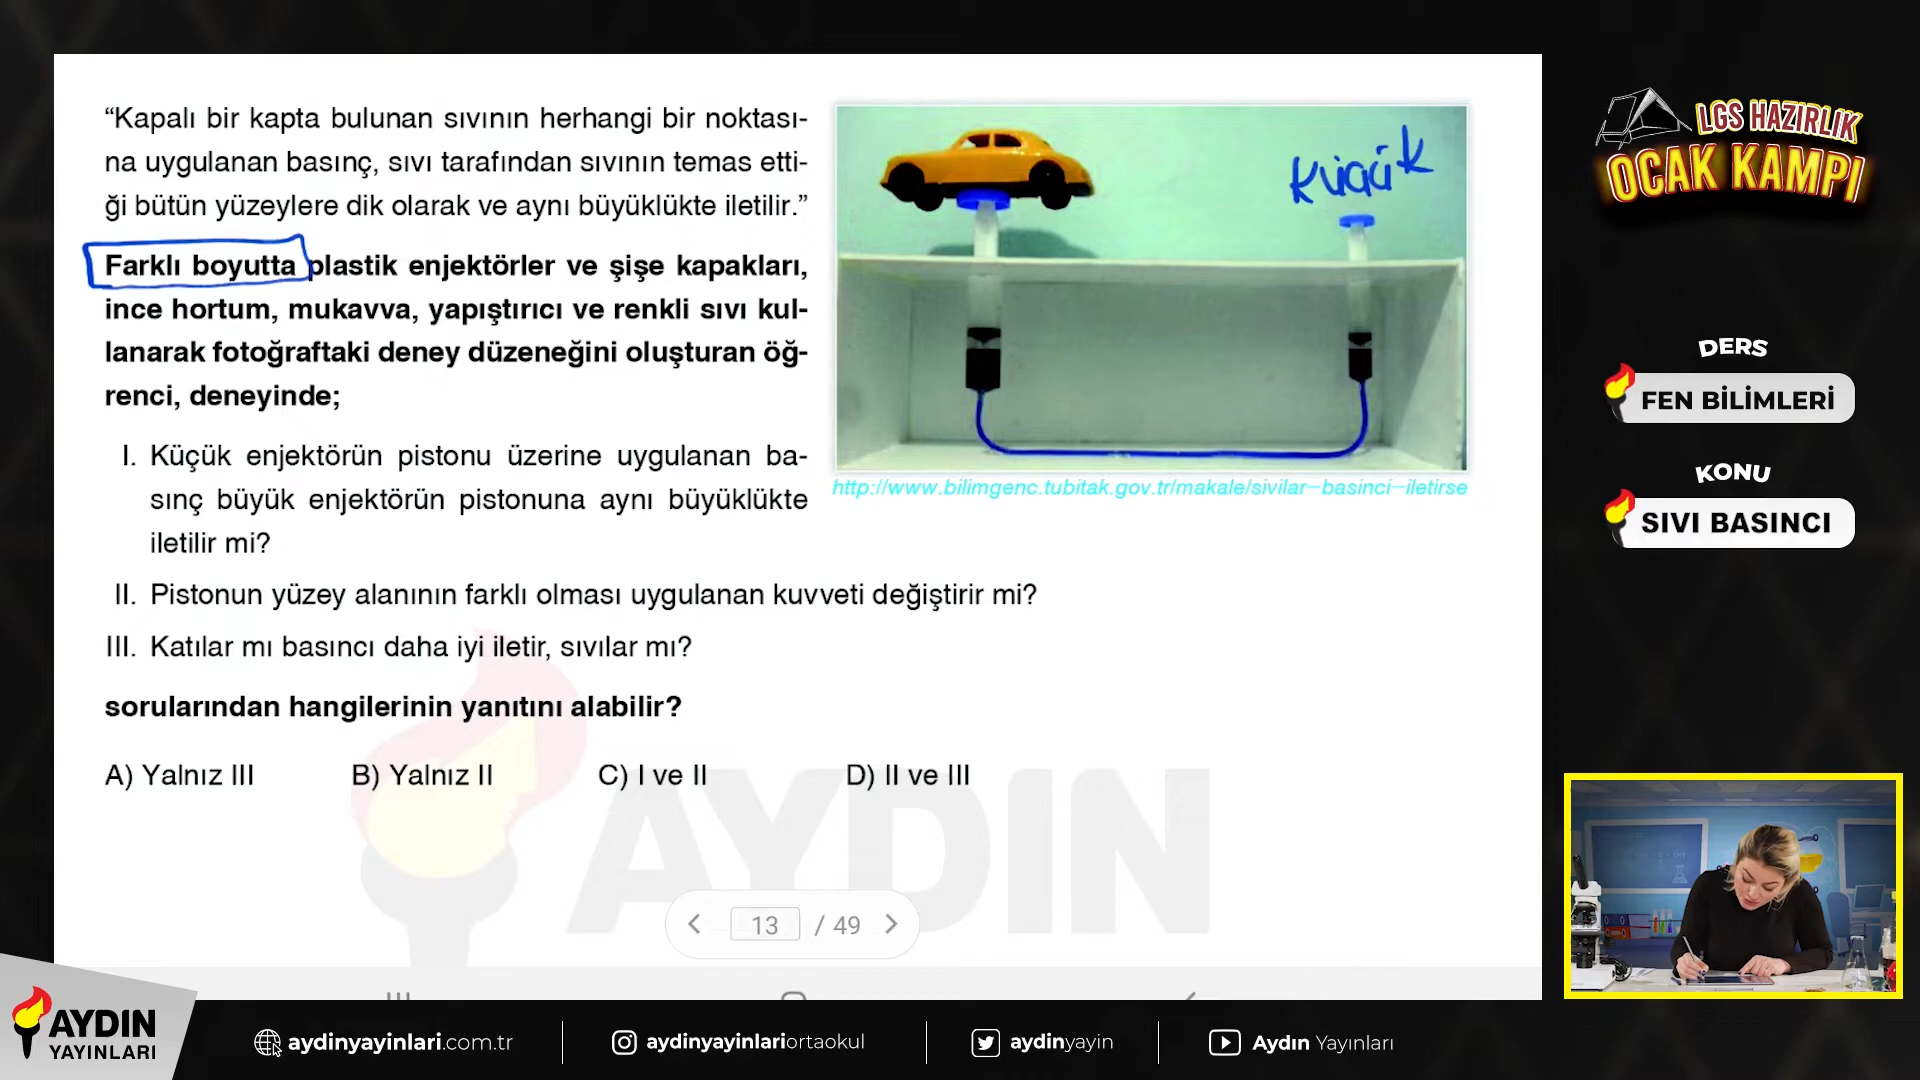 “Kapalı bir kapta bulunan sıvının herhangi bir noktası-
na uygulanan basınç, sıvı tarafından sıvının temas etti-
ği bütün yüzeylere dik olarak ve aynı büyüklükte iletilir.”
Farklı boyutta plastik enjektörler ve şişe kapakları,
ince hortum, mukavva, yapıştırıcı ve renkli sıvı kul-
lanarak fotoğraftaki deney düzeneğini oluşturan öğ-
renci, deneyinde;
I. Küçük enjektörün pistonu üzerine uygulanan ba-
sınç büyük enjektörün pistonuna aynı büyüklükte
iletilir mi?
II. Pistonun yüzey alanının farklı olması uygulanan kuvveti değiştirir mi?
III. Katılar mı basıncı daha iyi iletir, sıvılar mı?
sorularından hangilerinin yanıtını alabilir?
A) Yalnız III B) Yalnız II C) I ve II D) II ve III
küçük
http://www.bilimgenc.tubitak.gov.tr/makale/sivilar-basinci-iletirse
AYDIN
13 / 49
LGS HAZIRLIK
OCAK KAMPI
DERS
FEN BİLİMLERİ
KONU
SIVI BASINCI
AYDIN
YAYINLARI
aydinyayinlari.com.tr
aydinyayinlariortaokul
aydinyayin
Aydın Yayınları